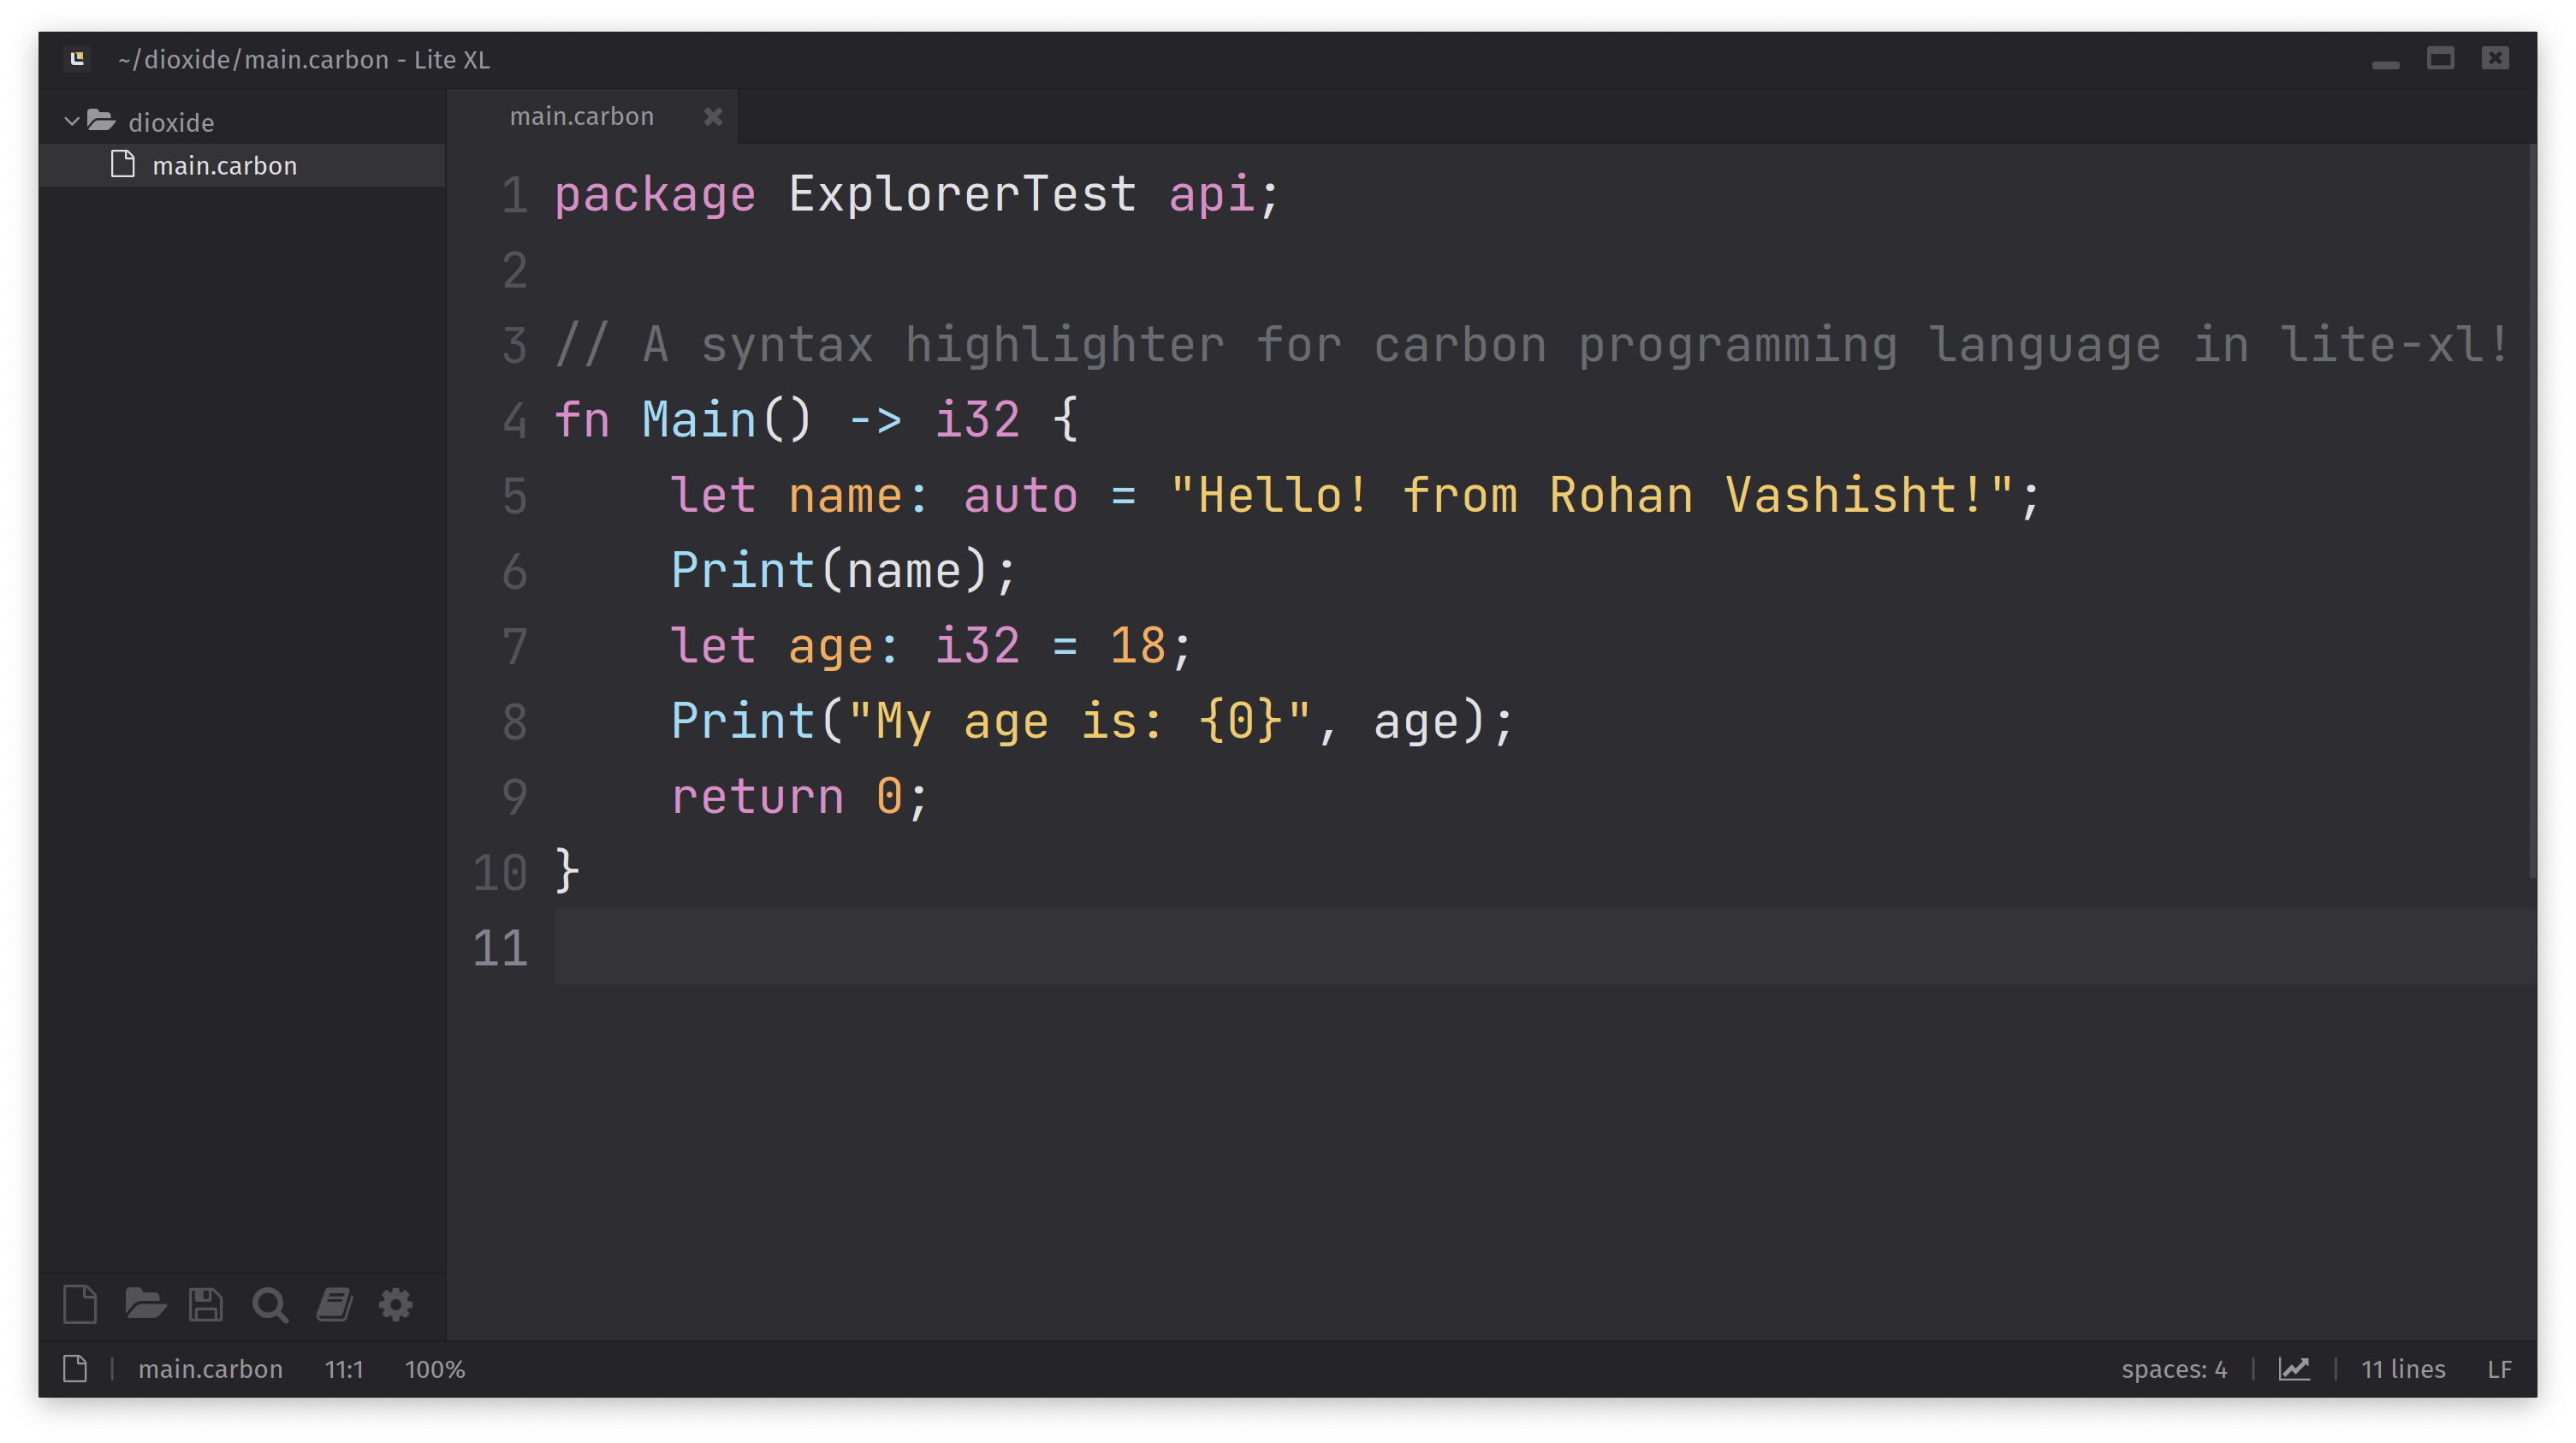 ~/dioxide/main.carbon - Lite XL
dioxide
main.carbon
main.carbon
1 package ExplorerTest api;
2
3 // A syntax highlighter for carbon programming language in lite-xl!
4 fn Main() -> i32 {
5     let name: auto = "Hello! from Rohan Vashisht!";
6     Print(name);
7     let age: i32 = 18;
8     Print("My age is: {0}", age);
9     return 0;
10 }
11
main.carbon 11:1 100% spaces: 4 11 lines LF